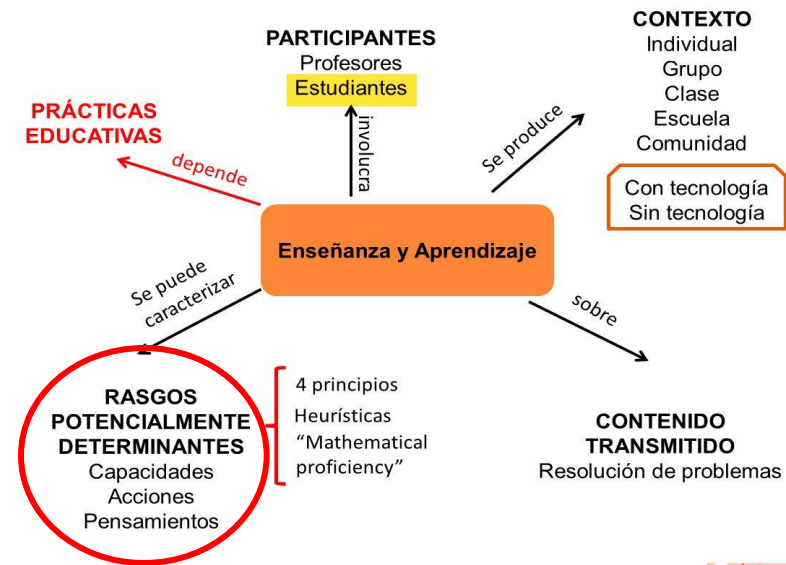 CONTEXTO
Individual
Grupo
Clase
Escuela
Comunidad
Con tecnología
Sin tecnología
PARTICIPANTES
Profesores
Estudiantes
PRÁCTICAS
EDUCATIVAS
depende
involucra
Se produce
Enseñanza y Aprendizaje
Se puede
caracterizar
sobre
RASGOS
POTENCIALMENTE
DETERMINANTES
Capacidades
Acciones
Pensamientos
4 principios
Heurísticas
“Mathematical
proficiency”
CONTENIDO
TRANSMITIDO
Resolución de problemas